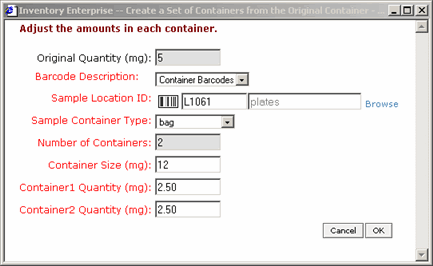 Inventory Enterprise -- Create a Set of Containers from the Original Container - ...
Adjust the amounts in each container.
Original Quantity (mg): 5
Barcode Description: Container Barcodes
Sample Location ID: L1061 plates Browse
Sample Container Type: bag
Number of Containers: 2
Container Size (mg): 12
Container1 Quantity (mg): 2.50
Container2 Quantity (mg): 2.50
Cancel OK